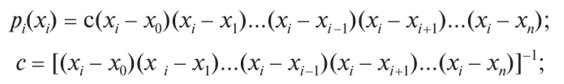 pᵢ(xᵢ) = c(xᵢ – x₀)(xᵢ – x₁)...(xᵢ – xᵢ₋₁)(xᵢ – xᵢ₊₁)...(xᵢ – xₙ);
c = [(xᵢ – x₀)(x ᵢ – x₁)...(xᵢ – xᵢ₋₁)(xᵢ – xᵢ₊₁)...(xᵢ – xₙ)]⁻¹;